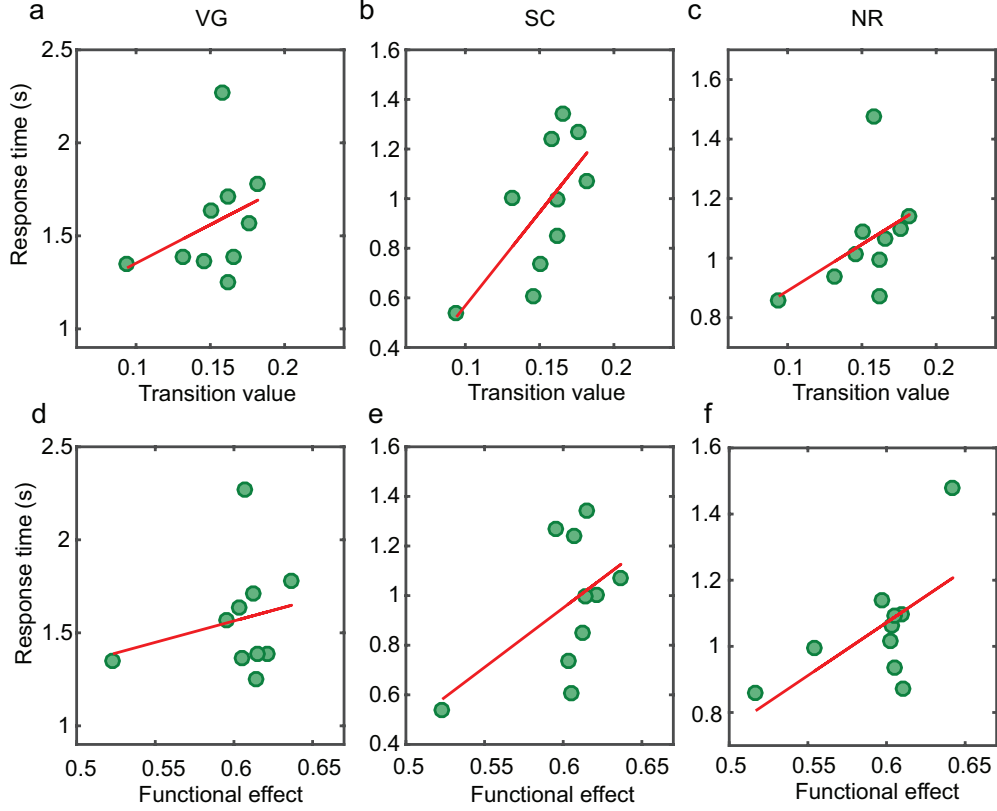 a VG
b SC
c NR
Response time (s)
2.5
2
1.5
1
0.1 0.15 0.2
Transition value
1.6
1.4
1.2
1
0.8
0.6
0.4
0.1 0.15 0.2
Transition value
1.6
1.4
1.2
1
0.8
0.1 0.15 0.2
Transition value
d
e
f
Response time (s)
2.5
2
1.5
1
0.5 0.55 0.6 0.65
Functional effect
1.6
1.4
1.2
1
0.8
0.6
0.4
0.5 0.55 0.6 0.65
Functional effect
1.6
1.4
1.2
1
0.8
0.5 0.55 0.6 0.65
Functional effect